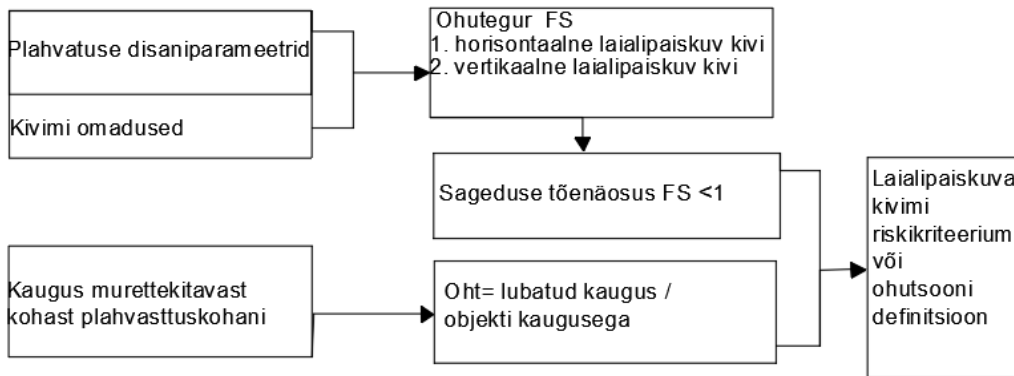 Plahvatuse disaniparameetrid
Kivimi omadused
Ohutegur FS
1. horisontaalne laialipaiskuv kivi
2. vertikaalne laialipaiskuv kivi
Sageduse tõenäosus FS <1
Kaugus murettekitavast
kohast plahvasttuskohani
Oht= lubatud kaugus /
objekti kaugusega
Laialipaiskuva
kivimi
riskikriteerium
või
ohutsooni
definitsioon